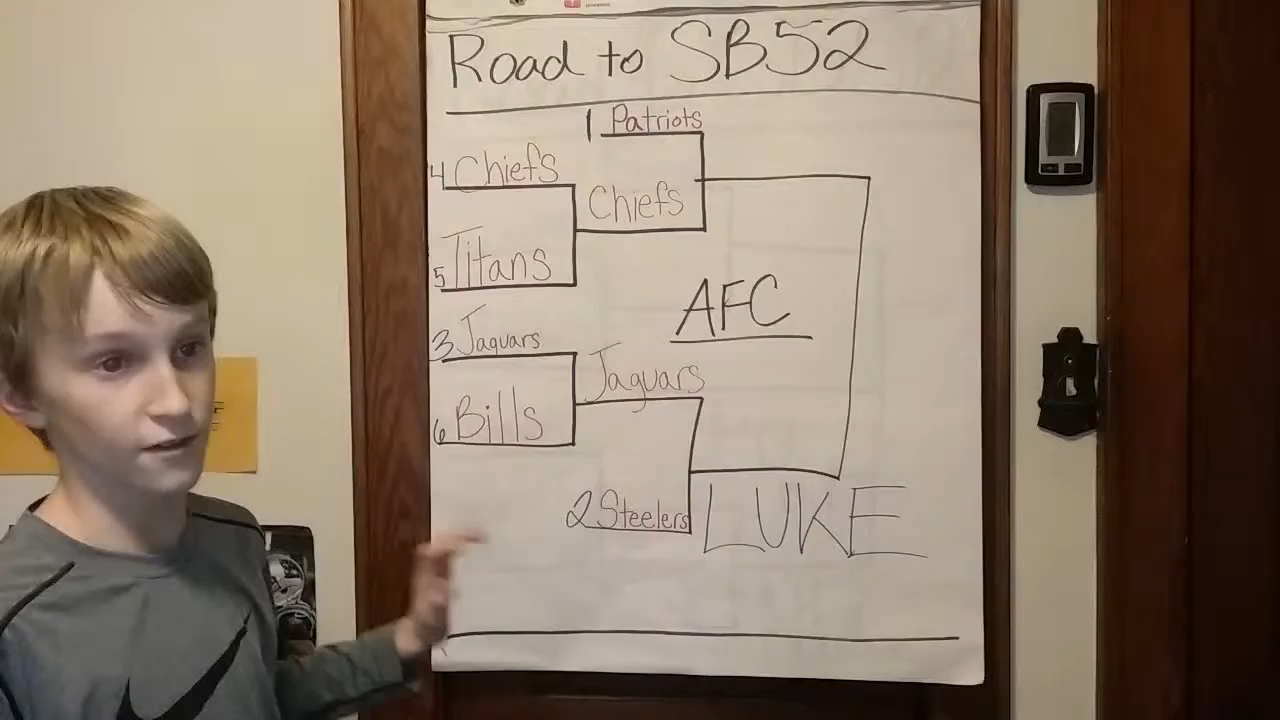 Road to SB52
1 Patriots
4 Chiefs
Chiefs
5 Titans
AFC
3 Jaguars
Jaguars
6 Bills
2 Steelers
LUKE